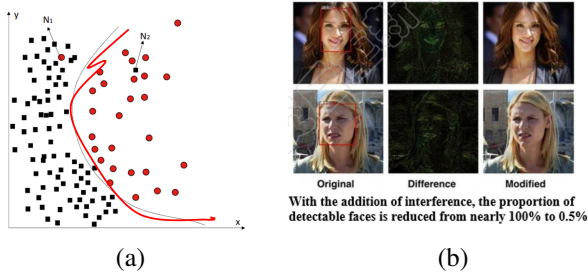 y
N₁
N₂
x
(a)
Original Difference Modified
With the addition of interference, the proportion of
detectable faces is reduced from nearly 100% to 0.5%
(b)